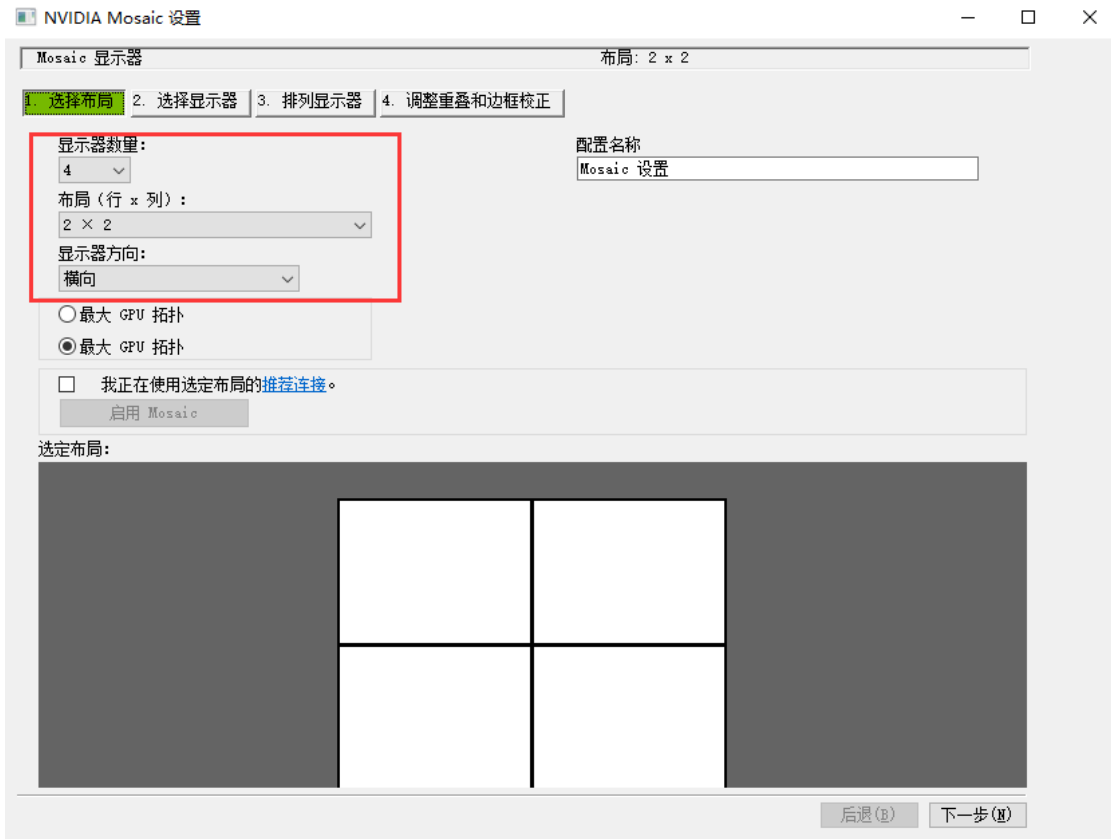 NVIDIA Mosaic 设置
Mosaic 显示器 布局: 2 x 2
1. 选择布局 2. 选择显示器 3. 排列显示器 4. 调整重叠和边框校正
显示器数量:
4
布局（行 x 列）:
2 × 2
显示器方向:
横向
配置名称
Mosaic 设置
最大 GPU 拓扑
最大 GPU 拓扑
我正在使用选定布局的推荐连接。
启用 Mosaic
选定布局:
后退(B) 下一步(N)